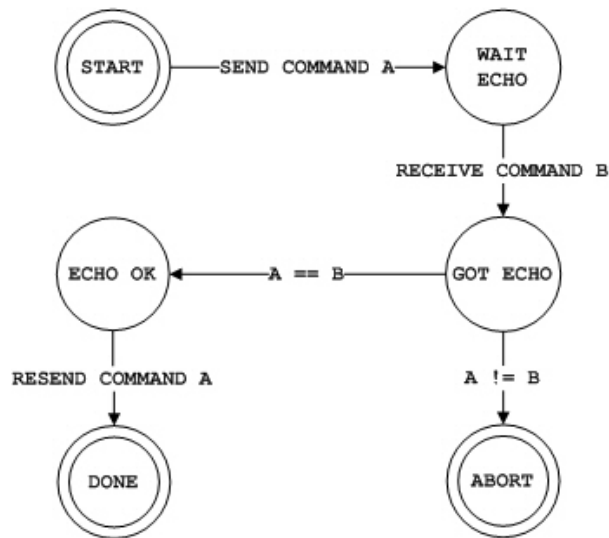 START
SEND COMMAND A
WAIT
ECHO
RECEIVE COMMAND B
ECHO OK
A == B
GOT ECHO
RESEND COMMAND A
A != B
DONE
ABORT